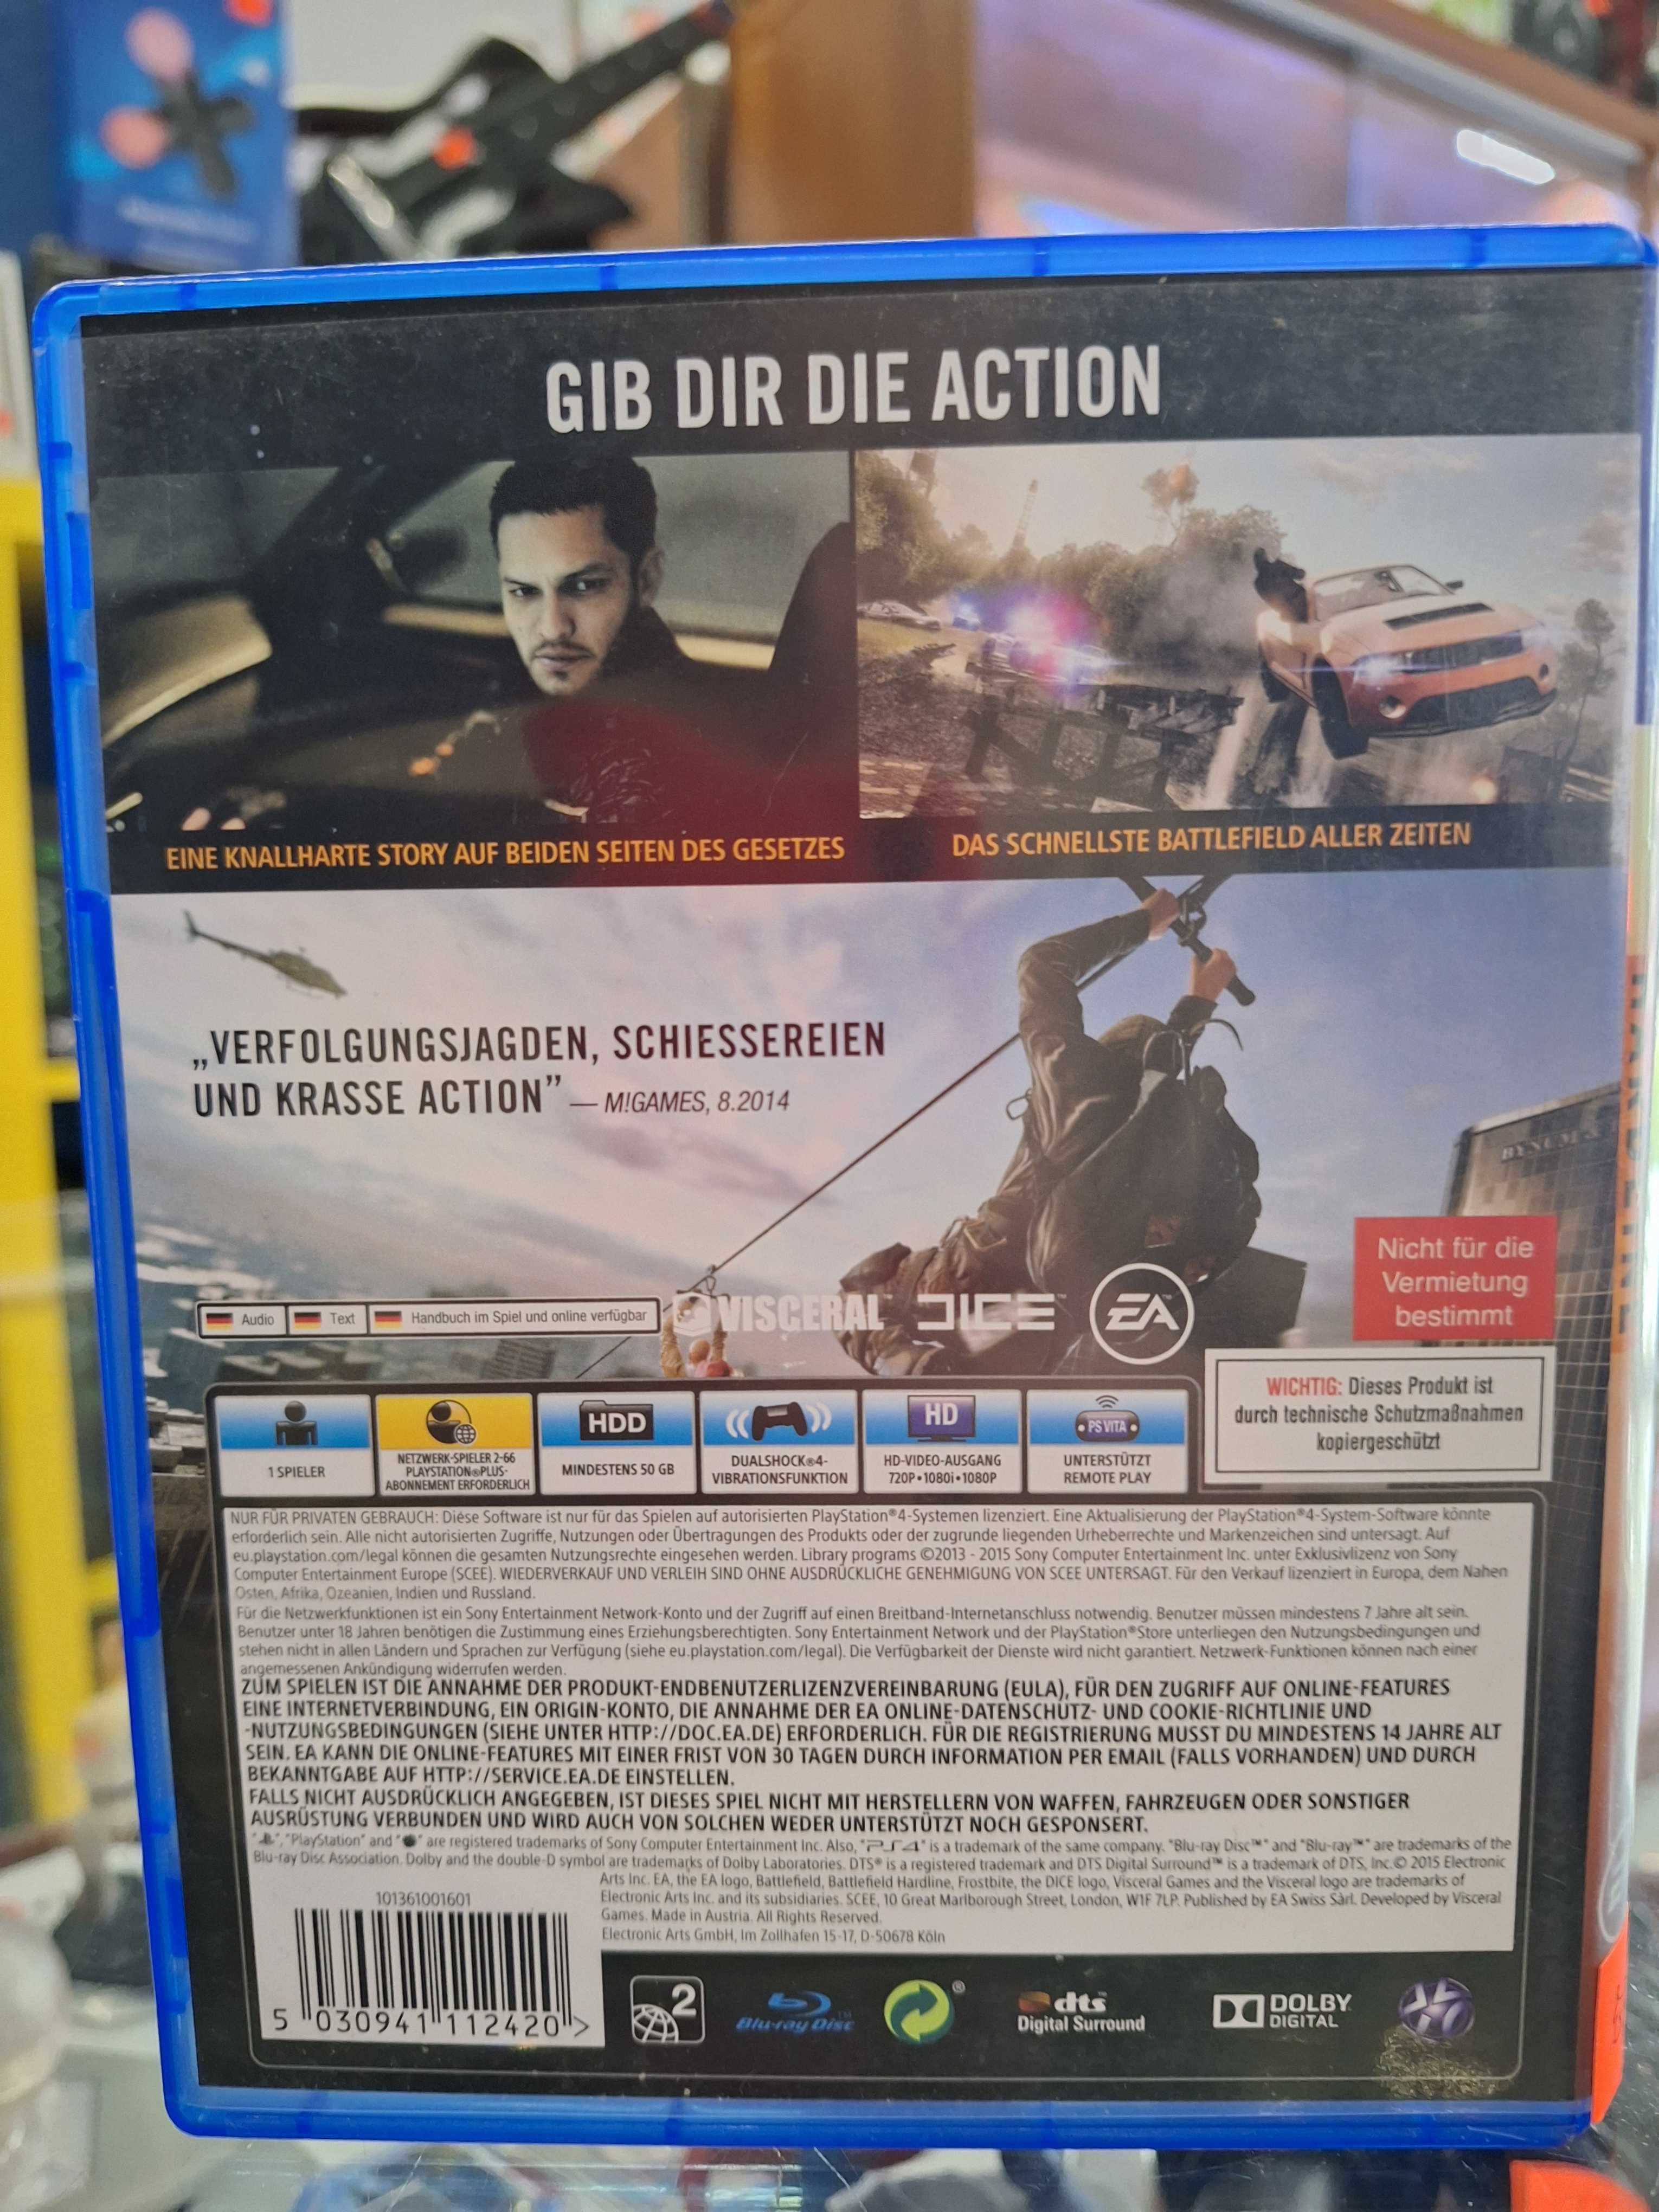 GIB DIR DIE ACTION
EINE KNALLHARTE STORY AUF BEIDEN SEITEN DES GESETZES
DAS SCHNELLSTE BATTLEFIELD ALLER ZEITEN
„VERFOLGUNGSJAGDEN, SCHIESSEREIEN
UND KRASSE ACTION” — M!GAMES, 8.2014
HARDLINE
Nicht für die
Vermietung
bestimmt
Audio
Text
Handbuch im Spiel und online verfügbar
VISCERAL
DICE
EA
WICHTIG: Dieses Produkt ist
durch technische Schutzmaßnahmen
kopiergeschützt
1 SPIELER
NETZWERK-SPIELER 2-66
PLAYSTATION®PLUS-
ABONNEMENT ERFORDERLICH
HDD
MINDESTENS 50 GB
DUALSHOCK®4-
VIBRATIONSFUNKTION
HD
HD-VIDEO-AUSGANG
720P•1080i•1080P
PS VITA
UNTERSTÜTZT
REMOTE PLAY
NUR FÜR PRIVATEN GEBRAUCH: Diese Software ist nur für das Spielen auf autorisierten PlayStation®4-Systemen lizenziert. Eine Aktualisierung der PlayStation®4-System-Software könnte
erforderlich sein. Alle nicht autorisierten Zugriffe, Nutzungen oder Übertragungen des Produkts oder der zugrunde liegenden Urheberrechte und Markenzeichen sind untersagt. Auf
eu.playstation.com/legal können die gesamten Nutzungsrechte eingesehen werden. Library programs ©2013 - 2015 Sony Computer Entertainment Inc. unter Exklusivlizenz von Sony
Computer Entertainment Europe (SCEE). WIEDERVERKAUF UND VERLEIH SIND OHNE AUSDRÜCKLICHE GENEHMIGUNG VON SCEE UNTERSAGT. Für den Verkauf lizenziert in Europa, dem Nahen
Osten, Afrika, Ozeanien, Indien und Russland.
Für die Netzwerkfunktionen ist ein Sony Entertainment Network-Konto und der Zugriff auf einen Breitband-Internetanschluss notwendig. Benutzer müssen mindestens 7 Jahre alt sein.
Benutzer unter 18 Jahren benötigen die Zustimmung eines Erziehungsberechtigten. Sony Entertainment Network und der PlayStation®Store unterliegen den Nutzungsbedingungen und
stehen nicht in allen Ländern und Sprachen zur Verfügung (siehe eu.playstation.com/legal). Die Verfügbarkeit der Dienste wird nicht garantiert. Netzwerk-Funktionen können nach einer
angemessenen Ankündigung widerrufen werden.
ZUM SPIELEN IST DIE ANNAHME DER PRODUKT-ENDBENUTZERLIZENZVEREINBARUNG (EULA), FÜR DEN ZUGRIFF AUF ONLINE-FEATURES
EINE INTERNETVERBINDUNG, EIN ORIGIN-KONTO, DIE ANNAHME DER EA ONLINE-DATENSCHUTZ- UND COOKIE-RICHTLINIE UND
-NUTZUNGSBEDINGUNGEN (SIEHE UNTER HTTP://DOC.EA.DE) ERFORDERLICH. FÜR DIE REGISTRIERUNG MUSST DU MINDESTENS 14 JAHRE ALT
SEIN. EA KANN DIE ONLINE-FEATURES MIT EINER FRIST VON 30 TAGEN DURCH INFORMATION PER EMAIL (FALLS VORHANDEN) UND DURCH
BEKANNTGABE AUF HTTP://SERVICE.EA.DE EINSTELLEN.
FALLS NICHT AUSDRÜCKLICH ANGEGEBEN, IST DIESES SPIEL NICHT MIT HERSTELLERN VON WAFFEN, FAHRZEUGEN ODER SONSTIGER
AUSRÜSTUNG VERBUNDEN UND WIRD AUCH VON SOLCHEN WEDER UNTERSTÜTZT NOCH GESPONSERT.
" ", "PlayStation" and " " are registered trademarks of Sony Computer Entertainment Inc. Also, "PS4" is a trademark of the same company. "Blu-ray Disc™" and "Blu-ray™" are trademarks of the
Blu-ray Disc Association. Dolby and the double-D symbol are trademarks of Dolby Laboratories. DTS® is a registered trademark and DTS Digital Surround™ is a trademark of DTS, Inc.© 2015 Electronic
Arts Inc. EA, the EA logo, Battlefield, Battlefield Hardline, Frostbite, the DICE logo, Visceral Games and the Visceral logo are trademarks of
Electronic Arts Inc. and its subsidiaries. SCEE, 10 Great Marlborough Street, London, W1F 7LP. Published by EA Swiss Sàrl. Developed by Visceral
Games. Made in Austria. All Rights Reserved.
Electronic Arts GmbH, Im Zollhafen 15-17, D-50678 Köln
101361001601
5 030941 112420 >
2
Blu-ray Disc
dts
Digital Surround
DOLBY
DIGITAL